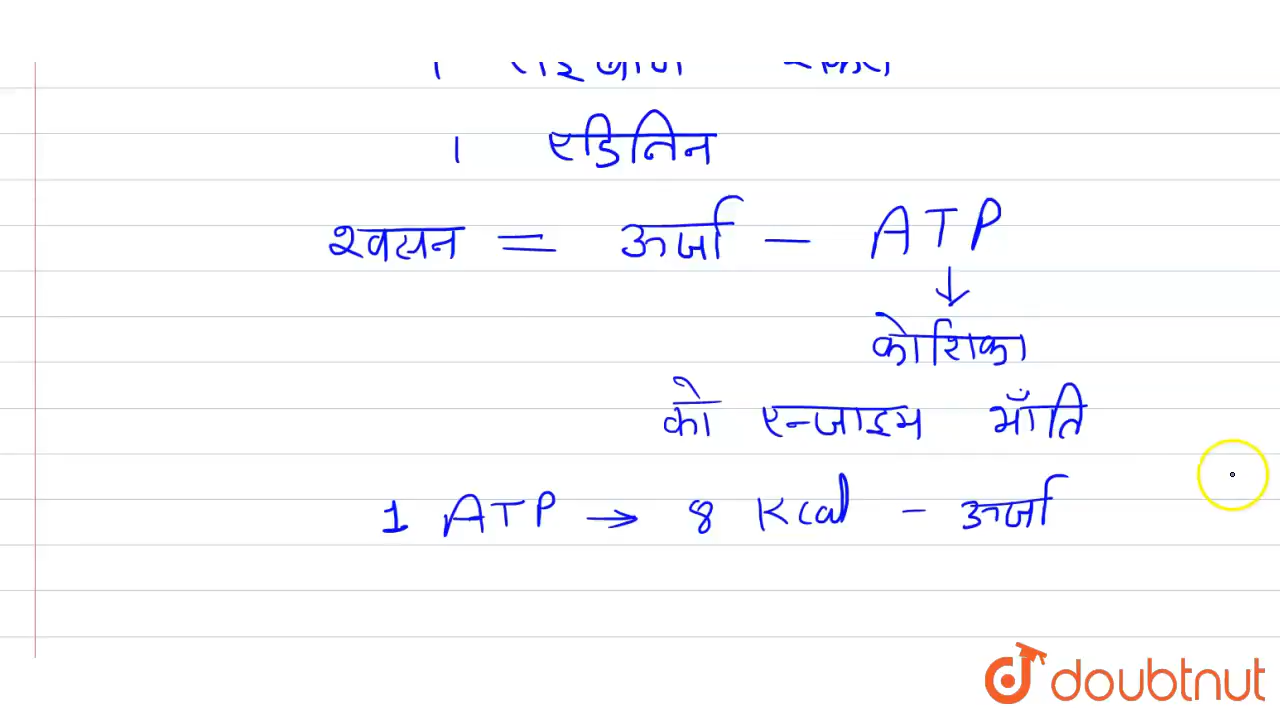 1 एडिनिन
श्वसन = ऊर्जा - ATP
↓
कोशिका
को एन्जाइम भाँति
1 ATP → 8 Kcal - ऊर्जा
doubtnut